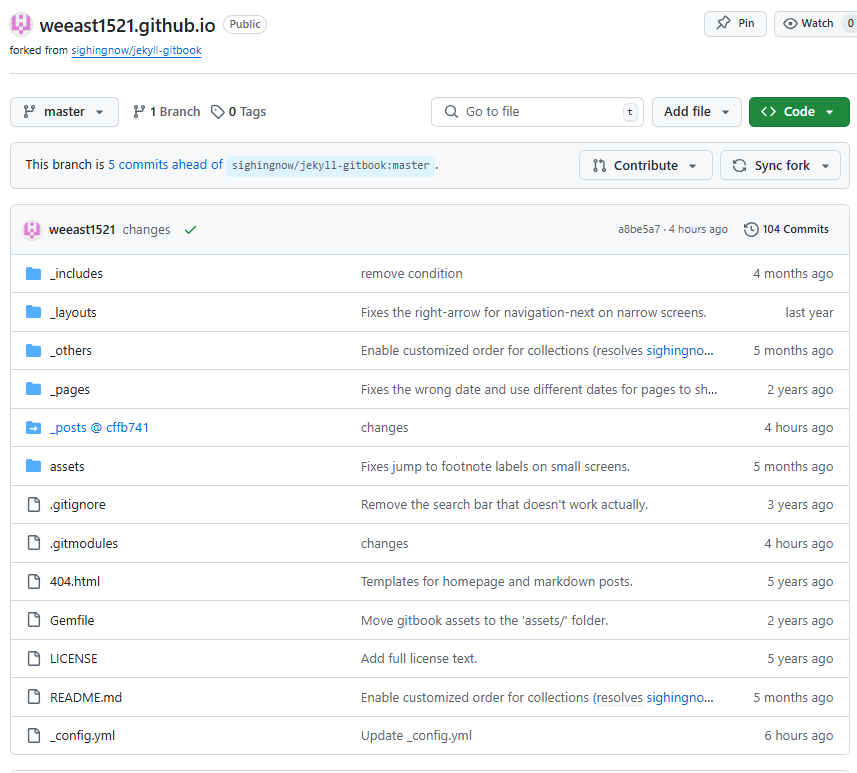 weeast1521.github.io Public Pin Watch 0
forked from sighingnow/jekyll-gitbook
master 1 Branch 0 Tags Go to file t Add file Code
This branch is 5 commits ahead of sighingnow/jekyll-gitbook:master . Contribute Sync fork
weeast1521 changes a8be5a7 · 4 hours ago 104 Commits
_includes remove condition 4 months ago
_layouts Fixes the right-arrow for navigation-next on narrow screens. last year
_others Enable customized order for collections (resolves sighingno... 5 months ago
_pages Fixes the wrong date and use different dates for pages to sh... 2 years ago
_posts @ cffb741 changes 4 hours ago
assets Fixes jump to footnote labels on small screens. 5 months ago
.gitignore Remove the search bar that doesn't work actually. 3 years ago
.gitmodules changes 4 hours ago
404.html Templates for homepage and markdown posts. 5 years ago
Gemfile Move gitbook assets to the 'assets/' folder. 2 years ago
LICENSE Add full license text. 5 years ago
README.md Enable customized order for collections (resolves sighingno... 5 months ago
_config.yml Update _config.yml 6 hours ago